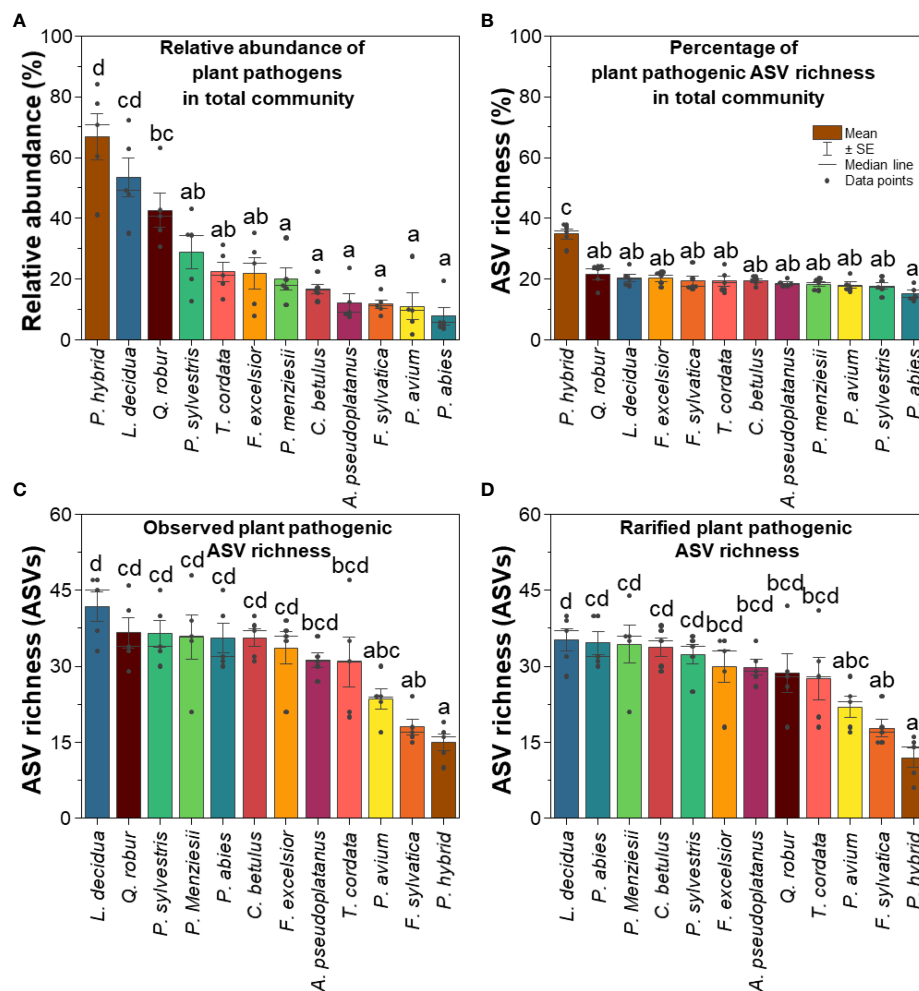 A
Relative abundance of
plant pathogens
in total community
Relative abundance (%)
100
80
60
40
20
0
d
cd
bc
ab
ab
ab
a
a
a
a
a
a
P. hybrid
L. decidua
Q. robur
P. sylvestris
T. cordata
F. excelsior
P. menziesii
C. betulus
A. pseudoplatanus
F. sylvatica
P. avium
P. abies
B
Percentage of
plant pathogenic ASV richness
in total community
ASV richness (%)
100
80
60
40
20
0
Mean
± SE
Median line
Data points
c
ab
ab
ab
ab
ab
ab
ab
ab
ab
ab
a
P. hybrid
Q. robur
L. decidua
F. excelsior
F. sylvatica
T. cordata
C. betulus
A. pseudoplatanus
P. menziesii
P. avium
P. sylvestris
P. abies
C
Observed plant pathogenic
ASV richness
ASV richness (ASVs)
60
45
30
15
0
d
cd
cd
cd
cd
cd
cd
bcd
bcd
abc
ab
a
L. decidua
Q. robur
P. sylvestris
P. Menziesii
P. abies
C. betulus
F. excelsior
A. pseudoplatanus
T. cordata
P. avium
F. sylvatica
P. hybrid
D
Rarified plant pathogenic
ASV richness
ASV richness (ASVs)
60
45
30
15
0
d
cd
cd
cd
cd
bcd
bcd
bcd
bcd
abc
ab
a
L. decidua
P. abies
P. Menziesii
C. betulus
P. sylvestris
F. excelsior
A. pseudoplatanus
Q. robur
T. cordata
P. avium
F. sylvatica
P. hybrid